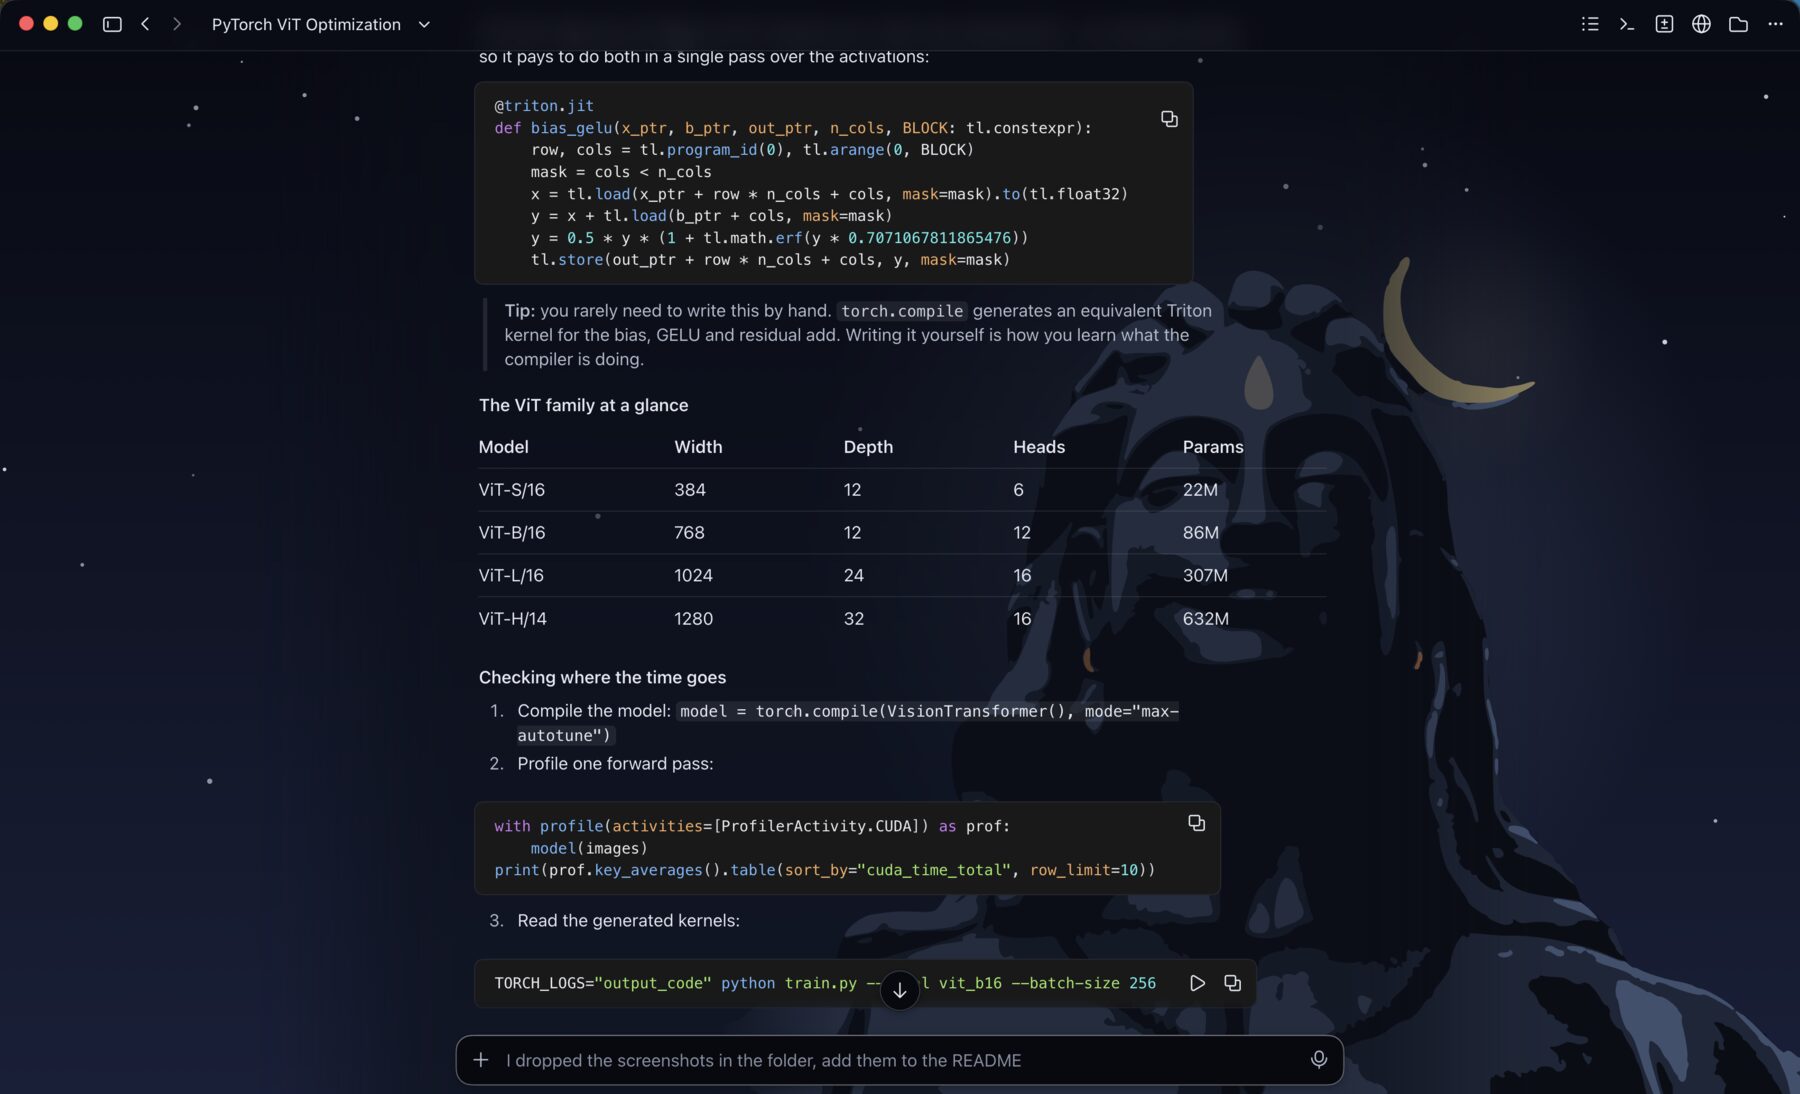 PyTorch ViT Optimization
so it pays to do both in a single pass over the activations:
@triton.jit
def bias_gelu(x_ptr, b_ptr, out_ptr, n_cols, BLOCK: tl.constexpr):
    row, cols = tl.program_id(0), tl.arange(0, BLOCK)
    mask = cols < n_cols
    x = tl.load(x_ptr + row * n_cols + cols, mask=mask).to(tl.float32)
    y = x + tl.load(b_ptr + cols, mask=mask)
    y = 0.5 * y * (1 + tl.math.erf(y * 0.7071067811865476))
    tl.store(out_ptr + row * n_cols + cols, y, mask=mask)
Tip: you rarely need to write this by hand. torch.compile generates an equivalent Triton
kernel for the bias, GELU and residual add. Writing it yourself is how you learn what the
compiler is doing.
The ViT family at a glance
Model Width Depth Heads Params
ViT-S/16 384 12 6 22M
ViT-B/16 768 12 12 86M
ViT-L/16 1024 24 16 307M
ViT-H/14 1280 32 16 632M
Checking where the time goes
1. Compile the model: model = torch.compile(VisionTransformer(), mode="max-
autotune")
2. Profile one forward pass:
with profile(activities=[ProfilerActivity.CUDA]) as prof:
    model(images)
print(prof.key_averages().table(sort_by="cuda_time_total", row_limit=10))
3. Read the generated kernels:
TORCH_LOGS="output_code" python train.py -- l vit_b16 --batch-size 256
I dropped the screenshots in the folder, add them to the README